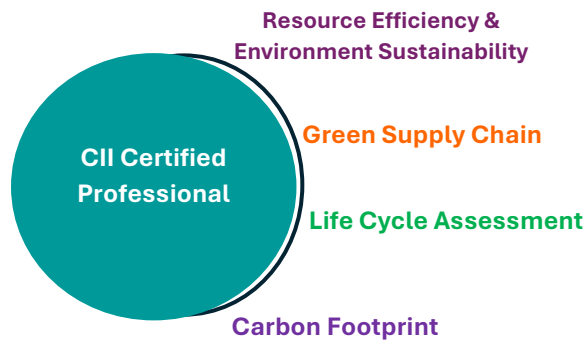 Resource Efficiency &
Environment Sustainability
Green Supply Chain
CII Certified
Professional
Life Cycle Assessment
Carbon Footprint